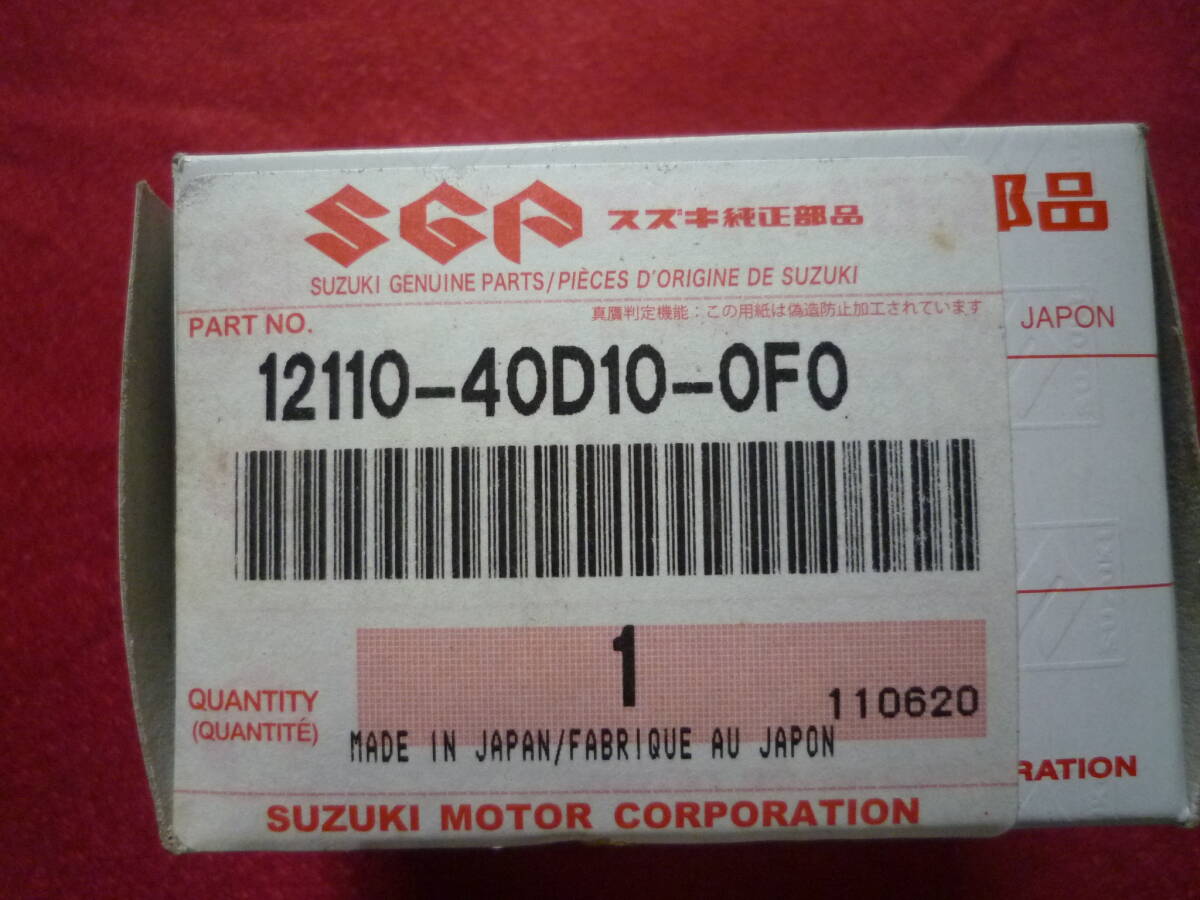 SGP スズキ純正部品
部品
SUZUKI GENUINE PARTS/PIÈCES D'ORIGINE DE SUZUKI
PART NO.
真贋判定機能:この用紙は偽造防止加工されています
JAPON
12110-40D10-0F0
1
QUANTITY
(QUANTITÉ)
110620
MADE IN JAPAN/FABRIQUE AU JAPON
RATION
SUZUKI MOTOR CORPORATION